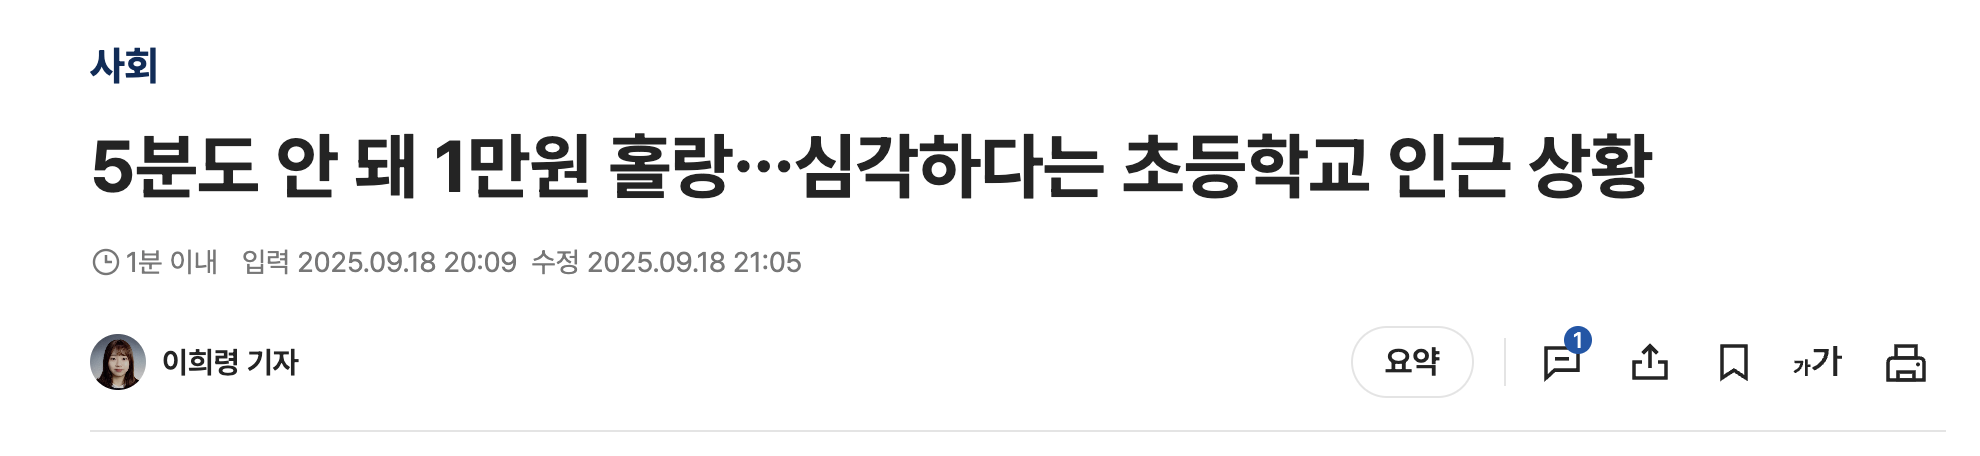 사회
5분도 안 돼 1만원 홀랑…심각하다는 초등학교 인근 상황
1분 이내 입력 2025.09.18 20:09 수정 2025.09.18 21:05
이희령 기자 요약 1 가가